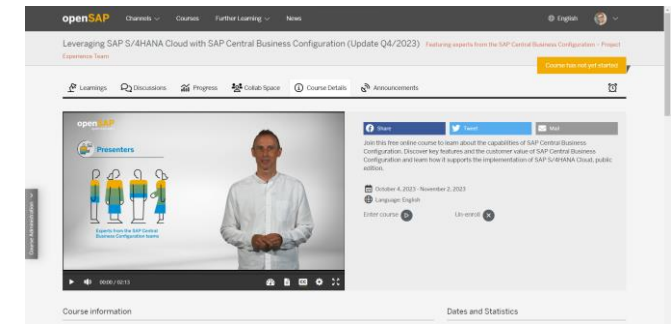 openSAP
Channels Courses Further Learning News
English
Leveraging SAP S/4HANA Cloud with SAP Central Business Configuration (Update Q4/2023) Featuring experts from the SAP Central Business Configuration – Project
Experience Team
Course has not yet started
Learnings Discussions Progress Collab Space Course Details Announcements
openSAP
Presenters
Experts from the SAP Central
Business Configuration teams
00:00 / 02:13
Share Tweet Mail
Join this free online course to learn about the capabilities of SAP Central Business
Configuration. Discover key features and the customer value of SAP Central Business
Configuration and learn how it supports the implementation of SAP S/4HANA Cloud, public
edition.
October 4, 2023 - November 2, 2023
Language: English
Enter course Un-enroll
Course Administration
Course information
Dates and Statistics